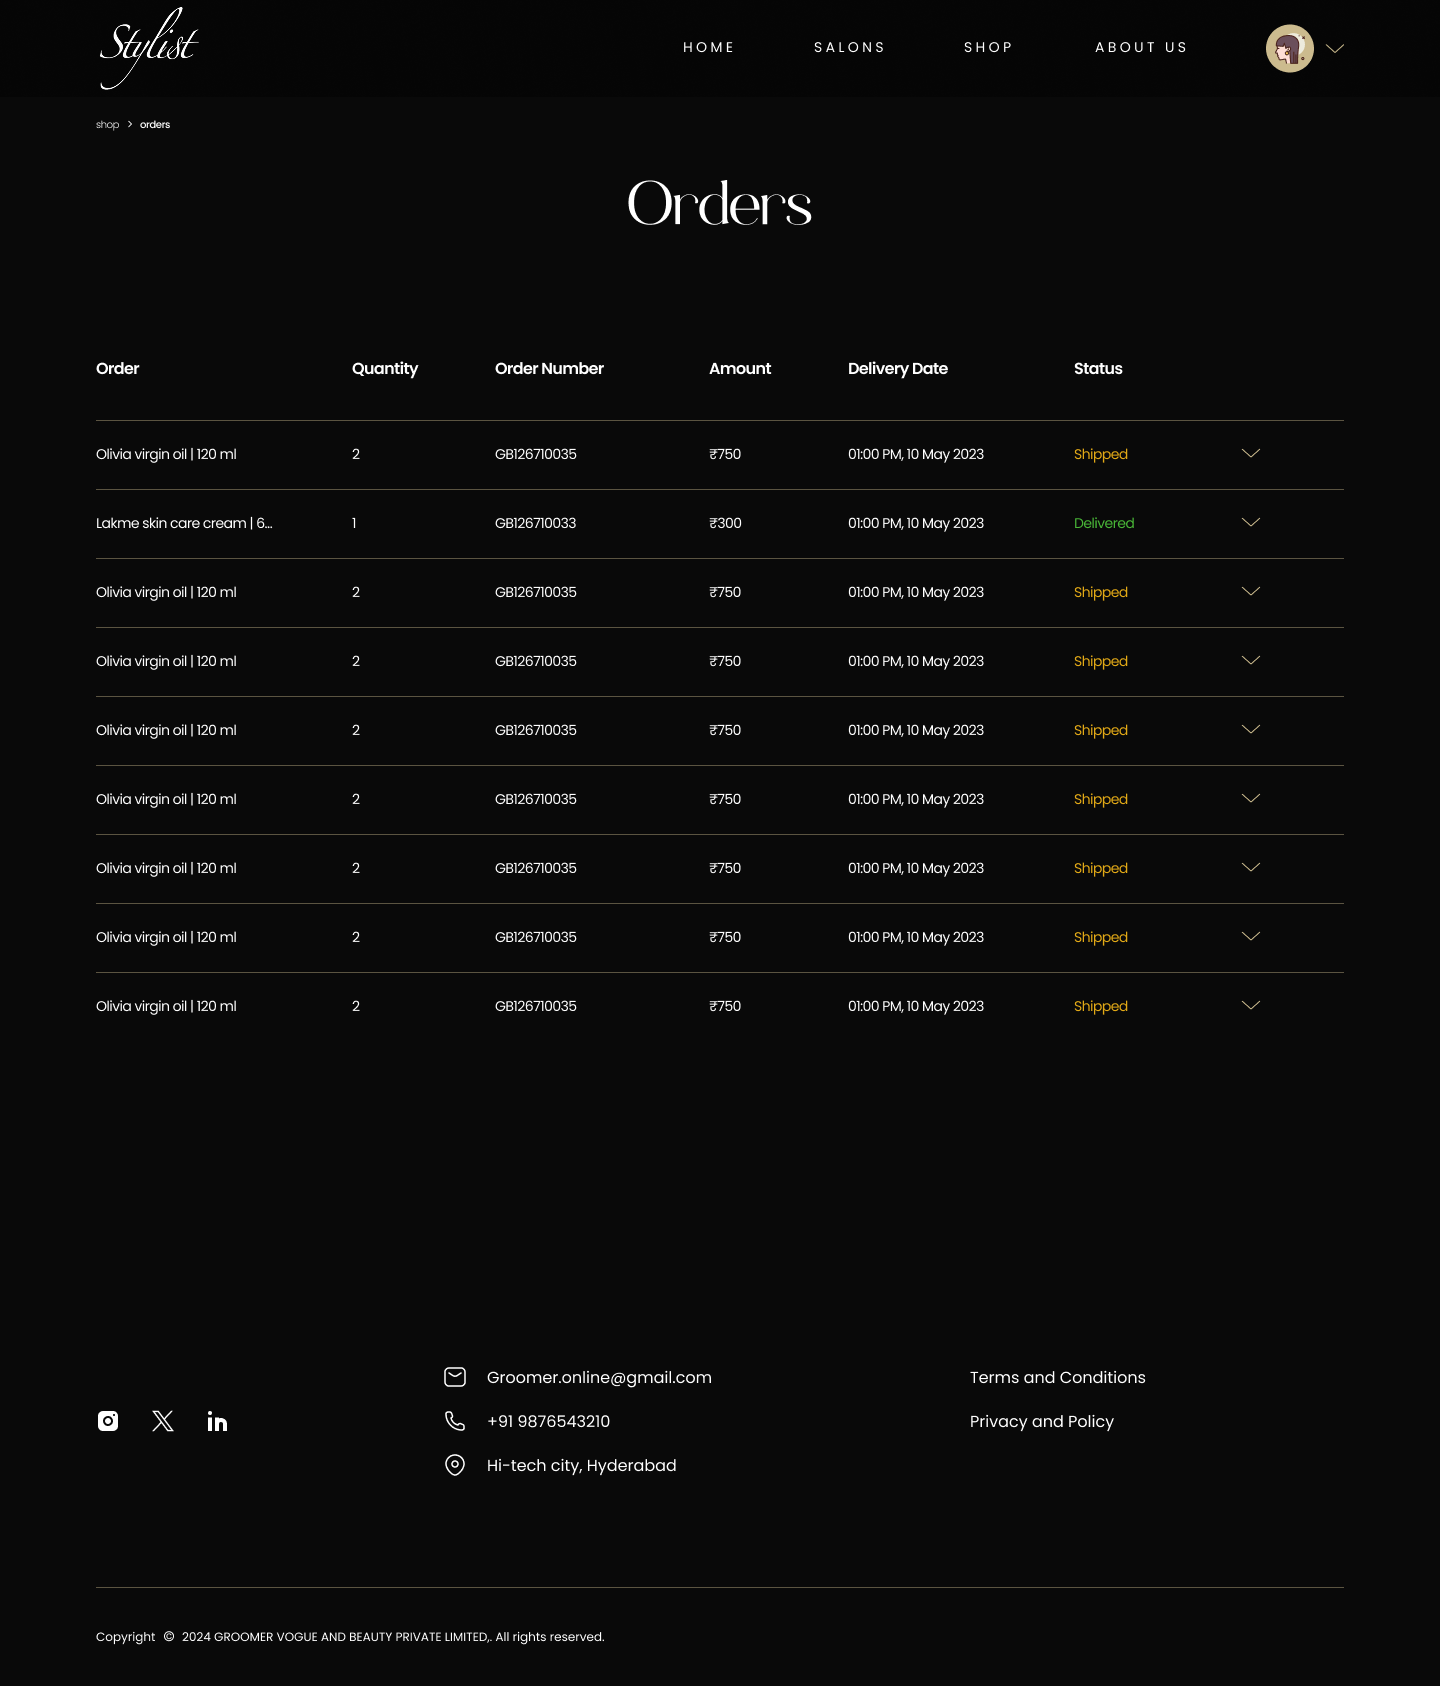 Stylist
HOME SALONS SHOP ABOUT US
shop > orders
Orders
Order Quantity Order Number Amount Delivery Date Status
Olivia virgin oil | 120 ml 2 GB126710035 ₹750 01:00 PM, 10 May 2023 Shipped
Lakme skin care cream | 6... 1 GB126710033 ₹300 01:00 PM, 10 May 2023 Delivered
Olivia virgin oil | 120 ml 2 GB126710035 ₹750 01:00 PM, 10 May 2023 Shipped
Olivia virgin oil | 120 ml 2 GB126710035 ₹750 01:00 PM, 10 May 2023 Shipped
Olivia virgin oil | 120 ml 2 GB126710035 ₹750 01:00 PM, 10 May 2023 Shipped
Olivia virgin oil | 120 ml 2 GB126710035 ₹750 01:00 PM, 10 May 2023 Shipped
Olivia virgin oil | 120 ml 2 GB126710035 ₹750 01:00 PM, 10 May 2023 Shipped
Olivia virgin oil | 120 ml 2 GB126710035 ₹750 01:00 PM, 10 May 2023 Shipped
Olivia virgin oil | 120 ml 2 GB126710035 ₹750 01:00 PM, 10 May 2023 Shipped
Groomer.online@gmail.com Terms and Conditions
+91 9876543210 Privacy and Policy
Hi-tech city, Hyderabad
Copyright © 2024 GROOMER VOGUE AND BEAUTY PRIVATE LIMITED,. All rights reserved.